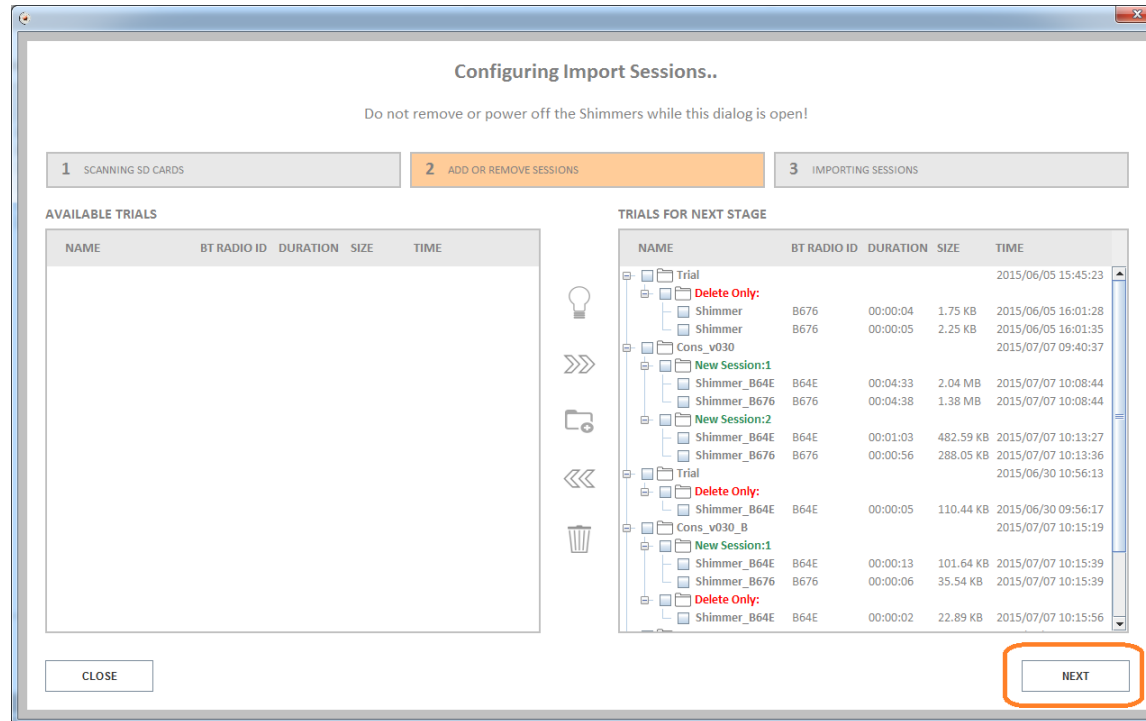 Configuring Import Sessions..
Do not remove or power off the Shimmers while this dialog is open!
1 SCANNING SD CARDS
2 ADD OR REMOVE SESSIONS
3 IMPORTING SESSIONS
AVAILABLE TRIALS
NAME BT RADIO ID DURATION SIZE TIME
TRIALS FOR NEXT STAGE
NAME BT RADIO ID DURATION SIZE TIME
Trial 2015/06/05 15:45:23
Delete Only:
Shimmer B676 00:00:04 1.75 KB 2015/06/05 16:01:28
Shimmer B676 00:00:05 2.25 KB 2015/06/05 16:01:35
Cons_v030 2015/07/07 09:40:37
New Session:1
Shimmer_B64E B64E 00:04:33 2.04 MB 2015/07/07 10:08:44
Shimmer_B676 B676 00:04:38 1.38 MB 2015/07/07 10:08:44
New Session:2
Shimmer_B64E B64E 00:01:03 482.59 KB 2015/07/07 10:13:27
Shimmer_B676 B676 00:00:56 288.05 KB 2015/07/07 10:13:36
Trial 2015/06/30 10:56:13
Delete Only:
Shimmer_B64E B64E 00:00:05 110.44 KB 2015/06/30 09:56:17
Cons_v030_B 2015/07/07 10:15:19
New Session:1
Shimmer_B64E B64E 00:00:13 101.64 KB 2015/07/07 10:15:39
Shimmer_B676 B676 00:00:06 35.54 KB 2015/07/07 10:15:39
Delete Only:
Shimmer_B64E B64E 00:00:02 22.89 KB 2015/07/07 10:15:56
CLOSE
NEXT